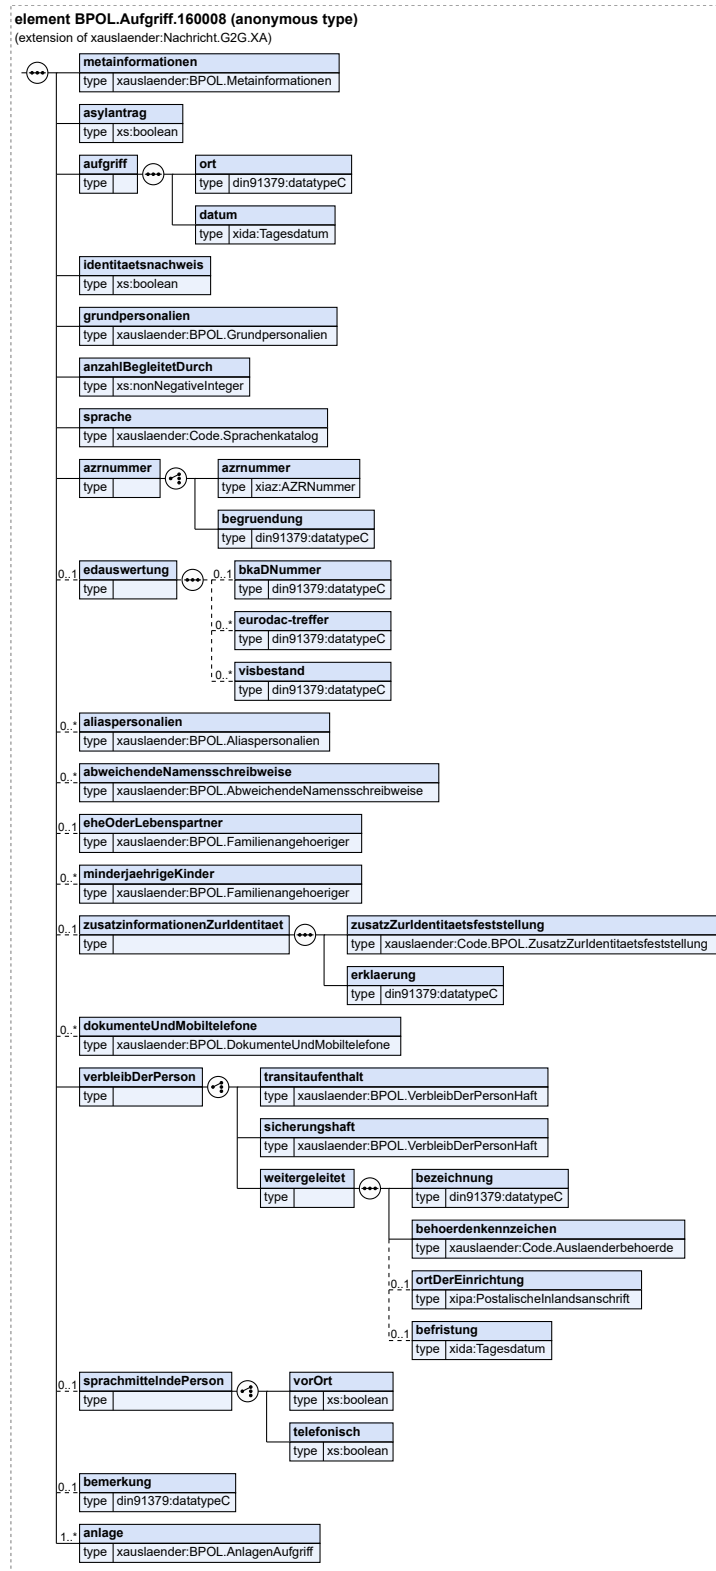 element BPOL.Aufgriff.160008 (anonymous type)
(extension of xauslaender:Nachricht.G2G.XA)
metainformationen
type xauslaender:BPOL.Metainformationen
asylantrag
type xs:boolean
aufgriff
type
ort
type din91379:datatypeC
datum
type xida:Tagesdatum
identitaetsnachweis
type xs:boolean
grundpersonalien
type xauslaender:BPOL.Grundpersonalien
anzahlBegleitetDurch
type xs:nonNegativeInteger
sprache
type xauslaender:Code.Sprachenkatalog
azrnummer
type
azrnummer
type xiaz:AZRNummer
begruendung
type din91379:datatypeC
0..1 edauswertung
type
0..1 bkaDNummer
type din91379:datatypeC
0..* eurodac-treffer
type din91379:datatypeC
0..* visbestand
type din91379:datatypeC
0..* aliaspersonalien
type xauslaender:BPOL.Aliaspersonalien
0..* abweichendeNamensschreibweise
type xauslaender:BPOL.AbweichendeNamensschreibweise
0..1 eheOderLebenspartner
type xauslaender:BPOL.Familienangehoeriger
0..* minderjaehrigeKinder
type xauslaender:BPOL.Familienangehoeriger
0..1 zusatzinformationenZurIdentitaet
type
zusatzZurIdentitaetsfeststellung
type xauslaender:Code.BPOL.ZusatzZurIdentitaetsfeststellung
erklaerung
type din91379:datatypeC
0..* dokumenteUndMobiltelefone
type xauslaender:BPOL.DokumenteUndMobiltelefone
verbleibDerPerson
type
transitaufenthalt
type xauslaender:BPOL.VerbleibDerPersonHaft
sicherungshaft
type xauslaender:BPOL.VerbleibDerPersonHaft
weitergeleitet
type
bezeichnung
type din91379:datatypeC
behoerdenkennzeichen
type xauslaender:Code.Auslaenderbehoerde
0..1 ortDerEinrichtung
type xipa:PostalischeInlandsanschrift
0..1 befristung
type xida:Tagesdatum
0..1 sprachmittelndePerson
type
vorOrt
type xs:boolean
telefonisch
type xs:boolean
0..1 bemerkung
type din91379:datatypeC
1..* anlage
type xauslaender:BPOL.AnlagenAufgriff